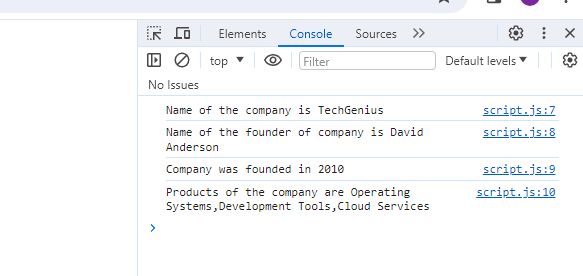 Elements Console Sources
top Filter Default levels
No Issues
Name of the company is TechGenius script.js:7
Name of the founder of company is David script.js:8
Anderson
Company was founded in 2010 script.js:9
Products of the company are Operating script.js:10
Systems,Development Tools,Cloud Services